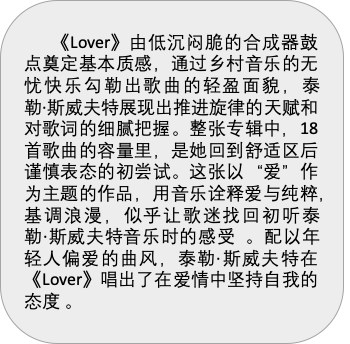 《Lover》由低沉闷脆的合成器鼓
点奠定基本质感，通过乡村音乐的无
忧快乐勾勒出歌曲的轻盈面貌，泰
勒·斯威夫特展现出推进旋律的天赋和
对歌词的细腻把握。整张专辑中，18
首歌曲的容量里，是她回到舒适区后
谨慎表态的初尝试。这张以“爱”作
为主题的作品，用音乐诠释爱与纯粹，
基调浪漫，似乎让歌迷找回初听泰
勒·斯威夫特音乐时的感受 。配以年
轻人偏爱的曲风，泰勒·斯威夫特在
《Lover》唱出了在爱情中坚持自我的
态度 。